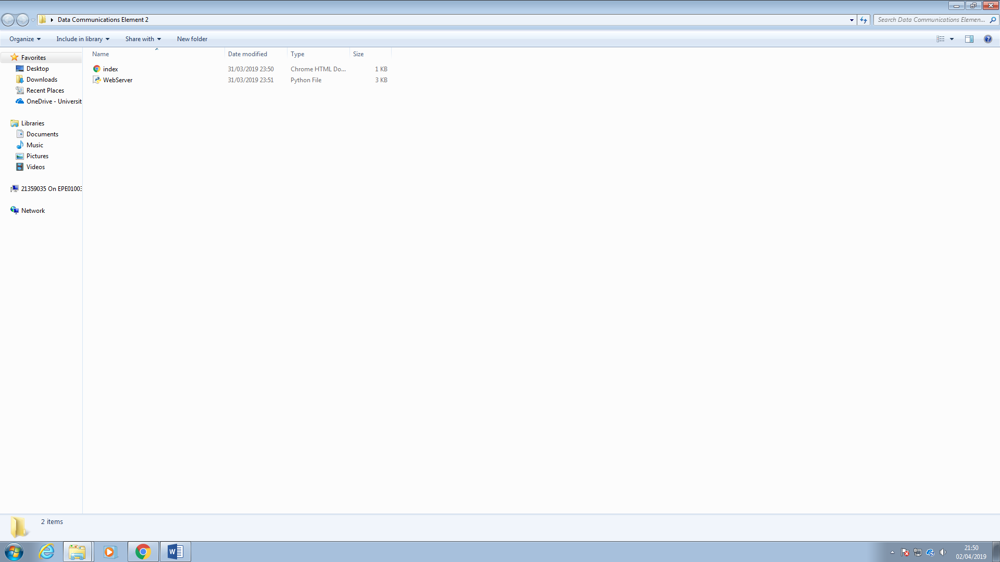 Data Communications Element 2
Search Data Communications Elemen...
Organize
Include in library
Share with
New folder
Name
Date modified
Type
Size
Favorites
Desktop
Downloads
Recent Places
OneDrive - Universit
Libraries
Documents
Music
Pictures
Videos
21359035 On EPE01003
Network
index
31/03/2019 23:50
Chrome HTML Do...
1 KB
WebServer
31/03/2019 23:51
Python File
3 KB
2 items
W
21:50
02/04/2019